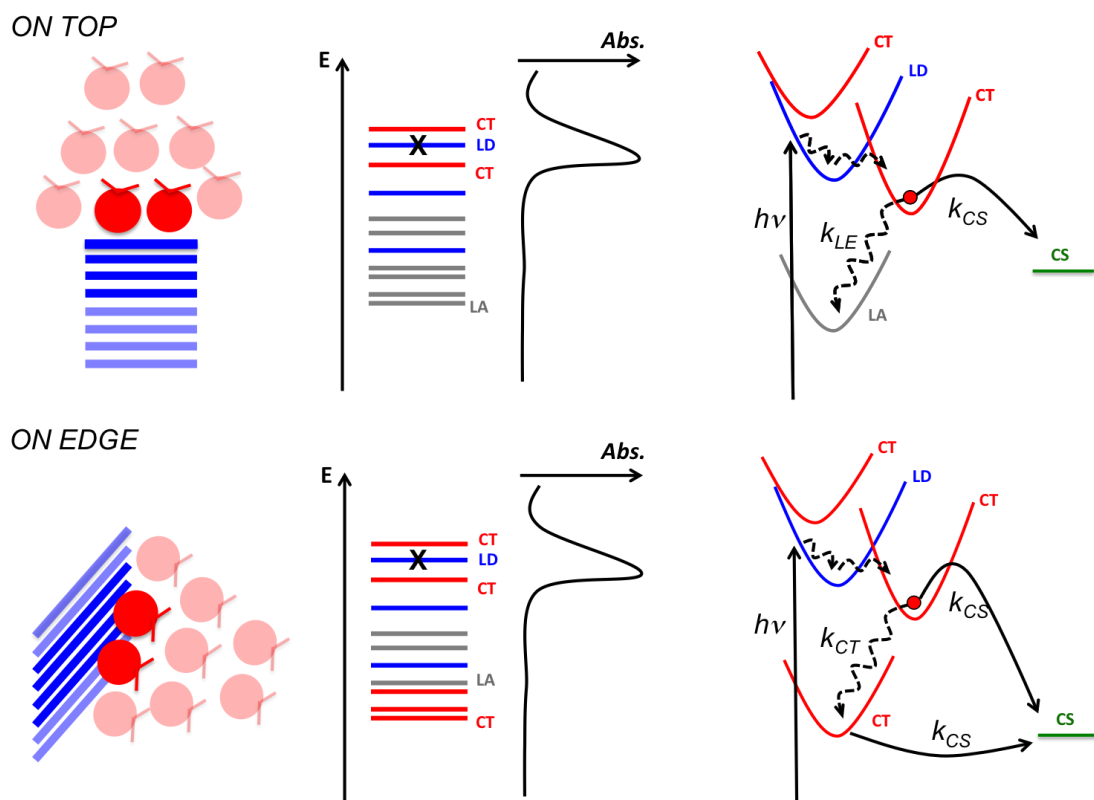 ON TOP
E
Abs.
CT
X
LD
CT
LA
CT
LD
CT
hν
k_LE
k_CS
CS
LA
ON EDGE
E
Abs.
CT
X
LD
CT
LA
CT
CT
LD
CT
hν
k_CT
k_CS
CT
k_CS
CS